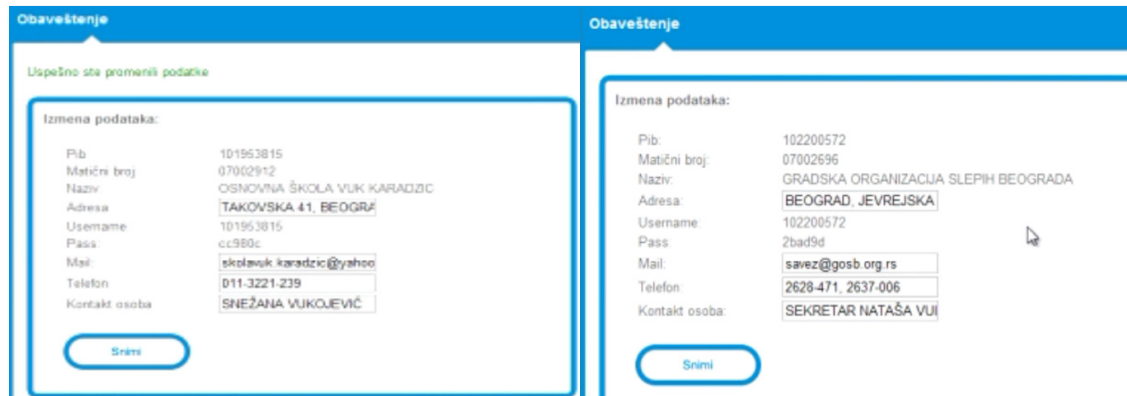 Obaveštenje
Uspešno ste promenili podatke
Izmena podataka:
Pib 101953815
Matični broj 07002912
Naziv: OSNOVNA ŠKOLA VUK KARADZIC
Adresa TAKOVSKA 41, BEOGRA
Username 101953815
Pass: cc980c
Mail: skolavuk.karadzic@yahoo
Telefon 011-3221-239
Kontakt osoba SNEŽANA VUKOJEVIĆ
Snimi
Obaveštenje
Izmena podataka:
Pib: 102200572
Matični broj: 07002696
Naziv: GRADSKA ORGANIZACIJA SLEPIH BEOGRADA
Adresa: BEOGRAD, JEVREJSKA
Username: 102200572
Pass: 2bad9d
Mail: savez@gosb.org.rs
Telefon: 2628-471, 2637-006
Kontakt osoba: SEKRETAR NATAŠA VUI
Snimi